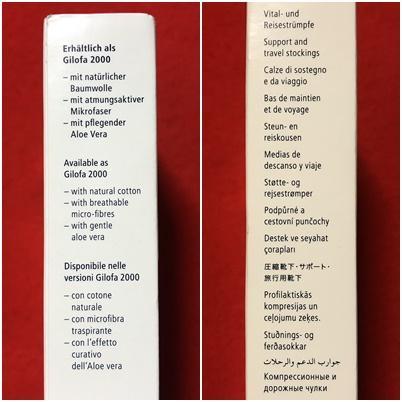 Erhältlich als
Gilofa 2000
– mit natürlicher
Baumwolle
– mit atmungsaktiver
Mikrofaser
– mit pflegender
Aloe Vera
Available as
Gilofa 2000
– with natural cotton
– with breathable
micro-fibres
– with gentle
aloe vera
Disponibile nelle
versioni Gilofa 2000
– con cotone
naturale
– con microfibra
traspirante
– con l'effetto
curativo
dell'Aloe vera
Vital- und
Reisestrümpfe
Support and
travel stockings
Calze di sostegno
e da viaggio
Bas de maintien
et de voyage
Steun- en
reiskousen
Medias de
descanso y viaje
Støtte- og
rejsestrømper
Podpůrné a
cestovní punčochy
Destek ve seyahat
çorapları
圧縮靴下・サポート・
旅行用靴下
Profilaktiskās
kompresijas un
ceļojumu zeķes.
Stuðnings- og
ferðasokkar
جوارب الدعم والرحلات
Компрессионные и
дорожные чулки